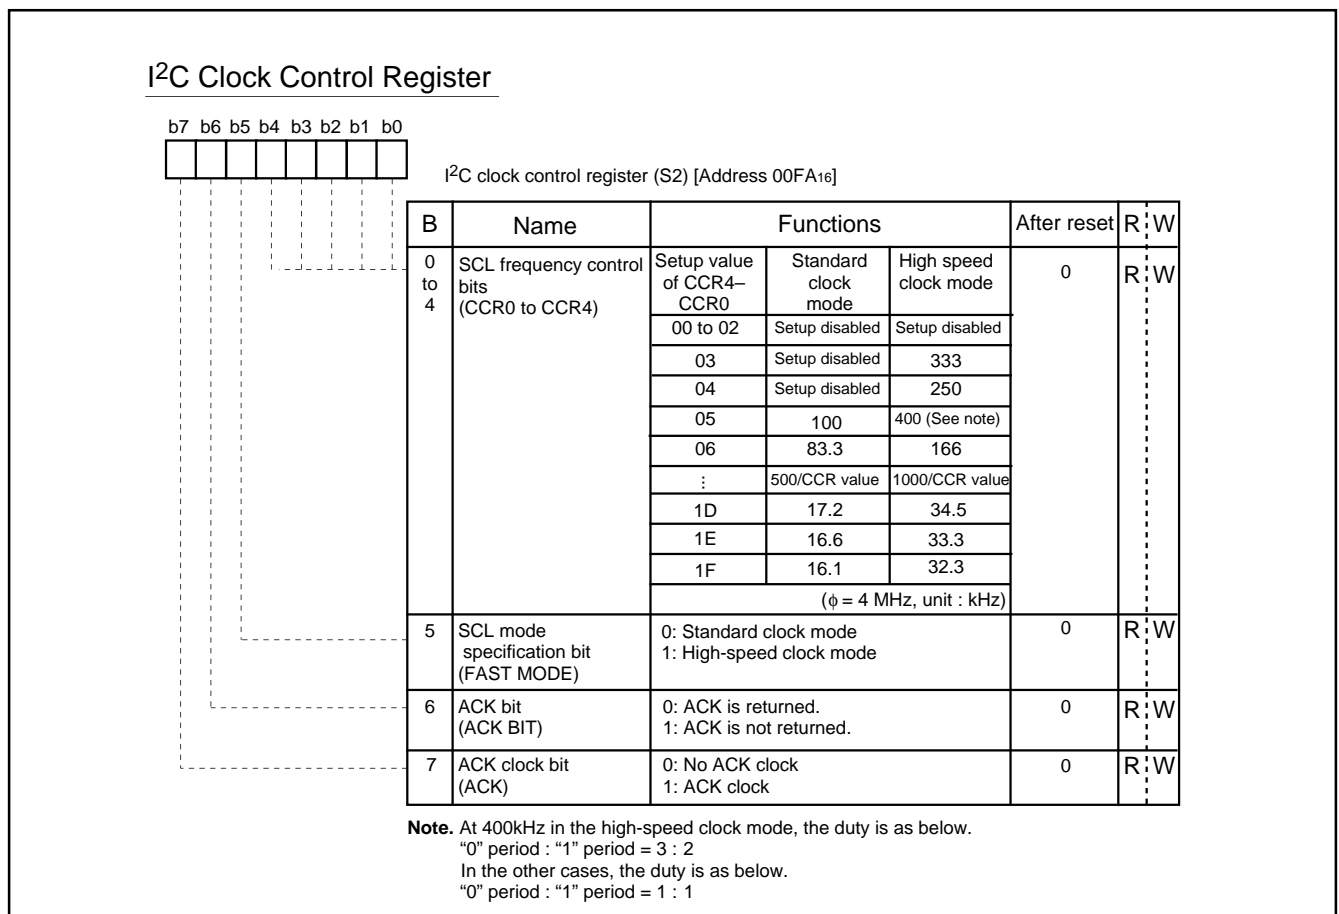 I2C Clock Control Register
b7 b6 b5 b4 b3 b2 b1 b0
I2C clock control register (S2) [Address 00FA16]
B Name Functions After reset R W
0 to 4 SCL frequency control bits (CCR0 to CCR4) 0 R W
Setup value of CCR4–CCR0 Standard clock mode High speed clock mode
00 to 02 Setup disabled Setup disabled
03 Setup disabled 333
04 Setup disabled 250
05 100 400 (See note)
06 83.3 166
⋮ 500/CCR value 1000/CCR value
1D 17.2 34.5
1E 16.6 33.3
1F 16.1 32.3
(ϕ = 4 MHz, unit : kHz)
5 SCL mode specification bit (FAST MODE) 0: Standard clock mode 1: High-speed clock mode 0 R W
6 ACK bit (ACK BIT) 0: ACK is returned. 1: ACK is not returned. 0 R W
7 ACK clock bit (ACK) 0: No ACK clock 1: ACK clock 0 R W
Note. At 400kHz in the high-speed clock mode, the duty is as below.
“0” period : “1” period = 3 : 2
In the other cases, the duty is as below.
“0” period : “1” period = 1 : 1